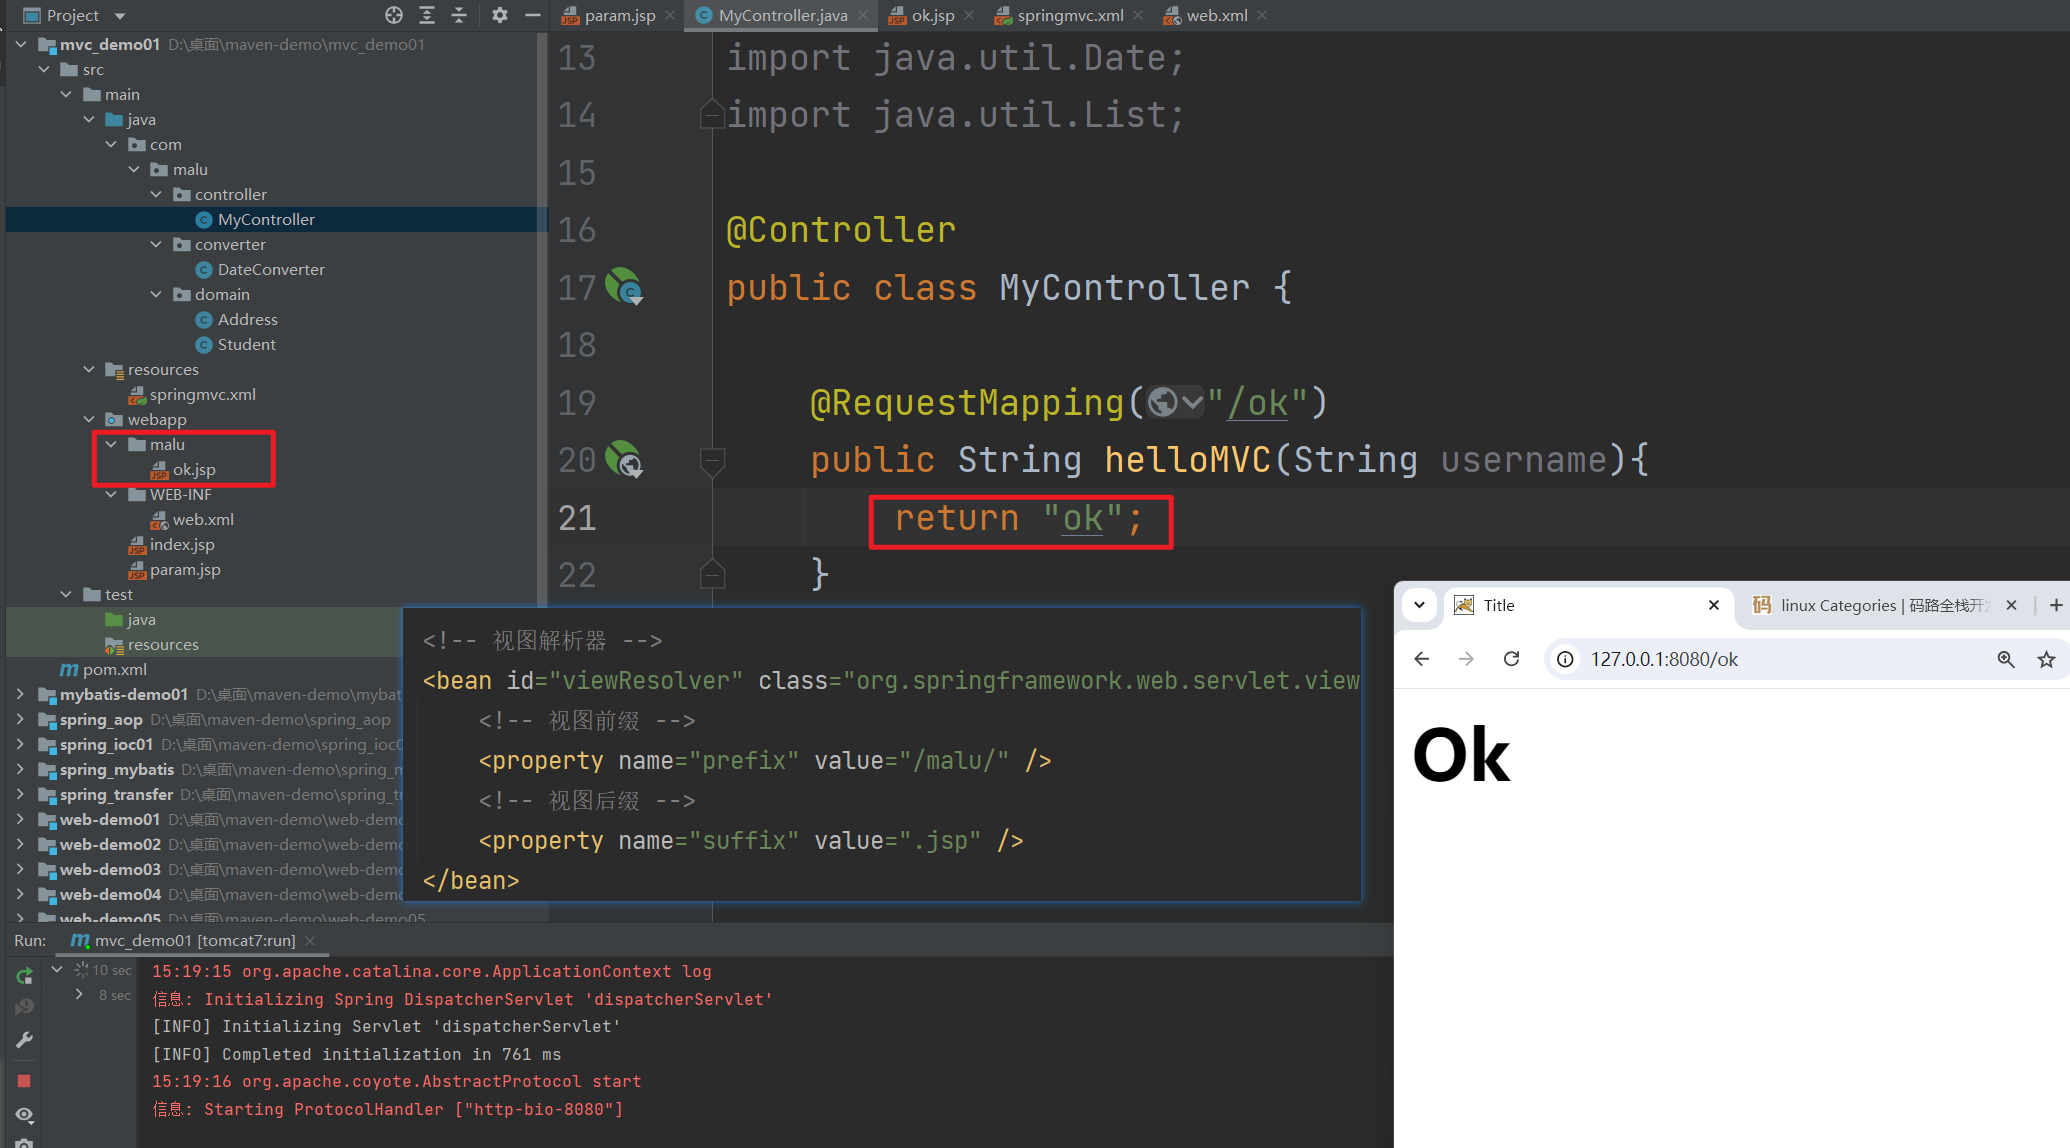 Project
mvc_demo01 D:\桌面\maven-demo\mvc_demo01
src
main
java
com
malu
controller
MyController
converter
DateConverter
domain
Address
Student
resources
springmvc.xml
webapp
malu
ok.jsp
WEB-INF
web.xml
index.jsp
param.jsp
test
java
resources
pom.xml
mybatis-demo01 D:\桌面\maven-demo\mybat
spring_aop D:\桌面\maven-demo\spring_aop
spring_ioc01 D:\桌面\maven-demo\spring_ioc0
spring_mybatis D:\桌面\maven-demo\spring_m
spring_transfer D:\桌面\maven-demo\spring_tr
web-demo01 D:\桌面\maven-demo\web-demo
web-demo02 D:\桌面\maven-demo\web-demo
web-demo03 D:\桌面\maven-demo\web-demo
web-demo04 D:\桌面\maven-demo\web-demo
web-demo05 D:\桌面\maven-demo\web-demo05
param.jsp MyController.java ok.jsp springmvc.xml web.xml
13 import java.util.Date;
14 import java.util.List;
15
16 @Controller
17 public class MyController {
18
19 @RequestMapping("/ok")
20 public String helloMVC(String username){
21 return "ok";
22 }
<!-- 视图解析器 -->
<bean id="viewResolver" class="org.springframework.web.servlet.view
<!-- 视图前缀 -->
<property name="prefix" value="/malu/" />
<!-- 视图后缀 -->
<property name="suffix" value=".jsp" />
</bean>
Title
linux Categories | 码路全栈开
127.0.0.1:8080/ok
Ok
Run: mvc_demo01 [tomcat7:run]
10 sec
8 sec
15:19:15 org.apache.catalina.core.ApplicationContext log
信息: Initializing Spring DispatcherServlet 'dispatcherServlet'
[INFO] Initializing Servlet 'dispatcherServlet'
[INFO] Completed initialization in 761 ms
15:19:16 org.apache.coyote.AbstractProtocol start
信息: Starting ProtocolHandler ["http-bio-8080"]